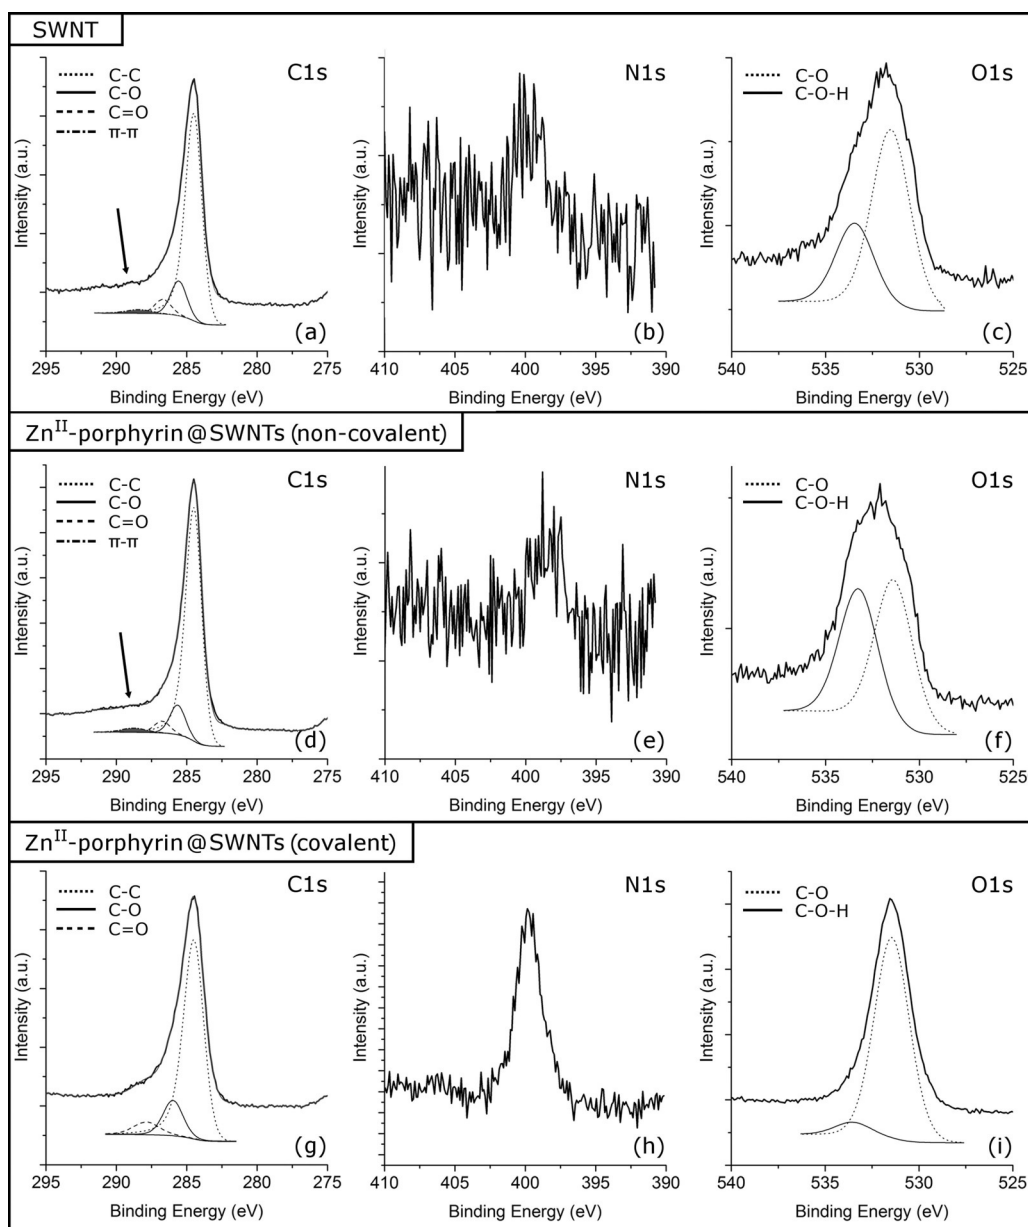 SWNT
C-C
C-O
C=O
π-π
C1s
Intensity (a.u.)
(a)
295 290 285 280 275
Binding Energy (eV)
N1s
Intensity (a.u.)
(b)
410 405 400 395 390
Binding Energy (eV)
C-O
C-O-H
O1s
Intensity (a.u.)
(c)
540 535 530 525
Binding Energy (eV)
Zn^II-porphyrin@SWNTs (non-covalent)
C-C
C-O
C=O
π-π
C1s
Intensity (a.u.)
(d)
295 290 285 280 275
Binding Energy (eV)
N1s
Intensity (a.u.)
(e)
410 405 400 395 390
Binding Energy (eV)
C-O
C-O-H
O1s
Intensity (a.u.)
(f)
540 535 530 525
Binding Energy (eV)
Zn^II-porphyrin@SWNTs (covalent)
C-C
C-O
C=O
C1s
Intensity (a.u.)
(g)
295 290 285 280 275
Binding Energy (eV)
N1s
Intensity (a.u.)
(h)
410 405 400 395 390
Binding Energy (eV)
C-O
C-O-H
O1s
Intensity (a.u.)
(i)
540 535 530 525
Binding Energy (eV)